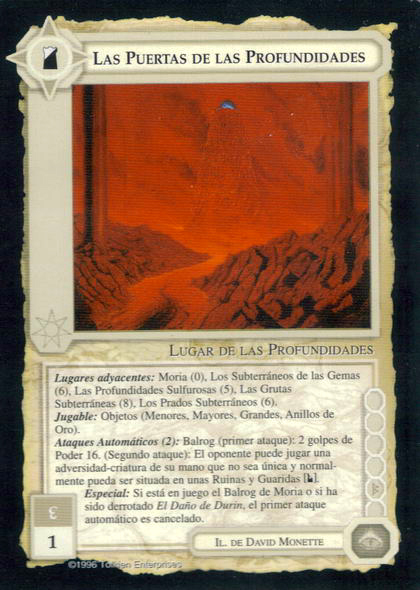 LAS PUERTAS DE LAS PROFUNDIDADES
LUGAR DE LAS PROFUNDIDADES
Lugares adyacentes: Moria (0), Los Subterráneos de las Gemas
(6), Las Profundidades Sulfurosas (5), Las Grutas
Subterráneas (8), Los Prados Subterráneos (6).
Jugable: Objetos (Menores, Mayores, Grandes, Anillos de
Oro).
Ataques Automáticos (2): Balrog (primer ataque): 2 golpes de
Poder 16. (Segundo ataque): El oponente puede jugar una
adversidad-criatura de su mano que no sea única y normal-
mente pueda ser situada en unas Ruinas y Guaridas [].
Especial: Si está en juego el Balrog de Moria o si ha
sido derrotado El Daño de Durin, el primer ataque
automático es cancelado.
3
1
IL. DE DAVID MONETTE
©1996 Tolkien Enterprises